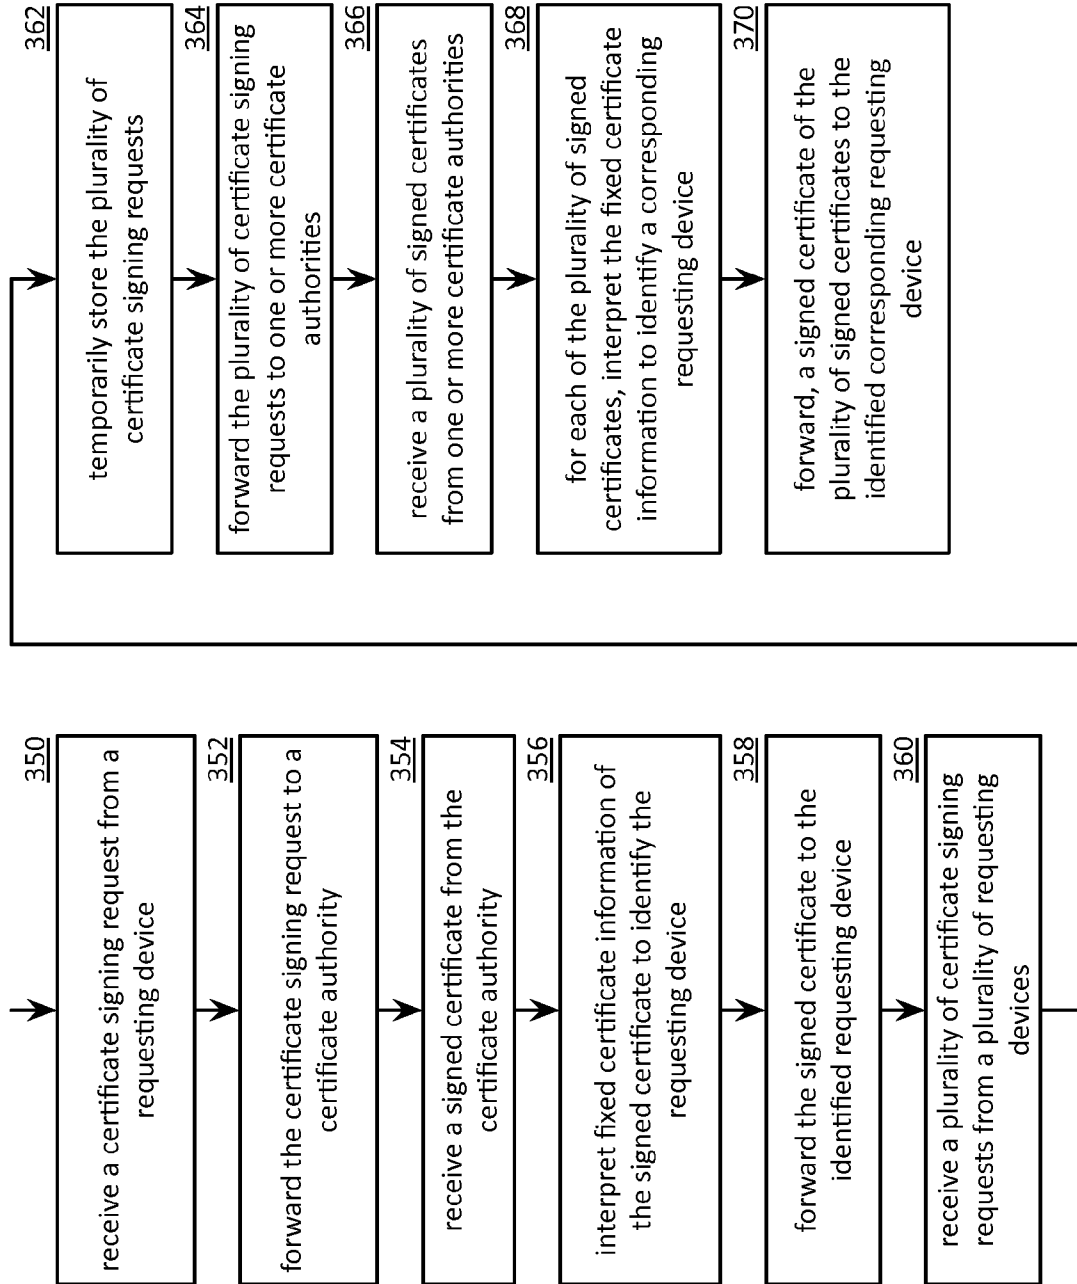 350
receive a certificate signing request from a
requesting device
352
forward the certificate signing request to a
certificate authority
354
receive a signed certificate from the
certificate authority
356
interpret fixed certificate information of
the signed certificate to identify the
requesting device
358
forward the signed certificate to the
identified requesting device
360
receive a plurality of certificate signing
requests from a plurality of requesting
devices
362
temporarily store the plurality of
certificate signing requests
364
forward the plurality of certificate signing
requests to one or more certificate
authorities
366
receive a plurality of signed certificates
from one or more certificate authorities
368
for each of the plurality of signed
certificates, interpret the fixed certificate
information to identify a corresponding
requesting device
370
forward, a signed certificate of the
plurality of signed certificates to the
identified corresponding requesting
device